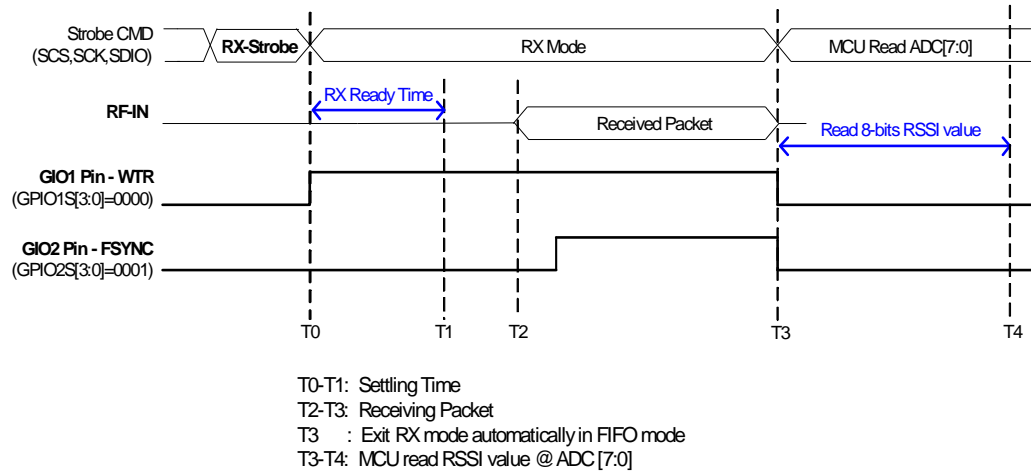 Strobe CMD
(SCS,SCK,SDIO)
RX-Strobe
RX Mode
MCU Read ADC[7:0]
RF-IN
RX Ready Time
Received Packet
Read 8-bits RSSI value
GIO1 Pin - WTR
(GPIO1S[3:0]=0000)
GIO2 Pin - FSYNC
(GPIO2S[3:0]=0001)
T0
T1
T2
T3
T4
T0-T1: Settling Time
T2-T3: Receiving Packet
T3 : Exit RX mode automatically in FIFO mode
T3-T4: MCU read RSSI value @ ADC [7:0]